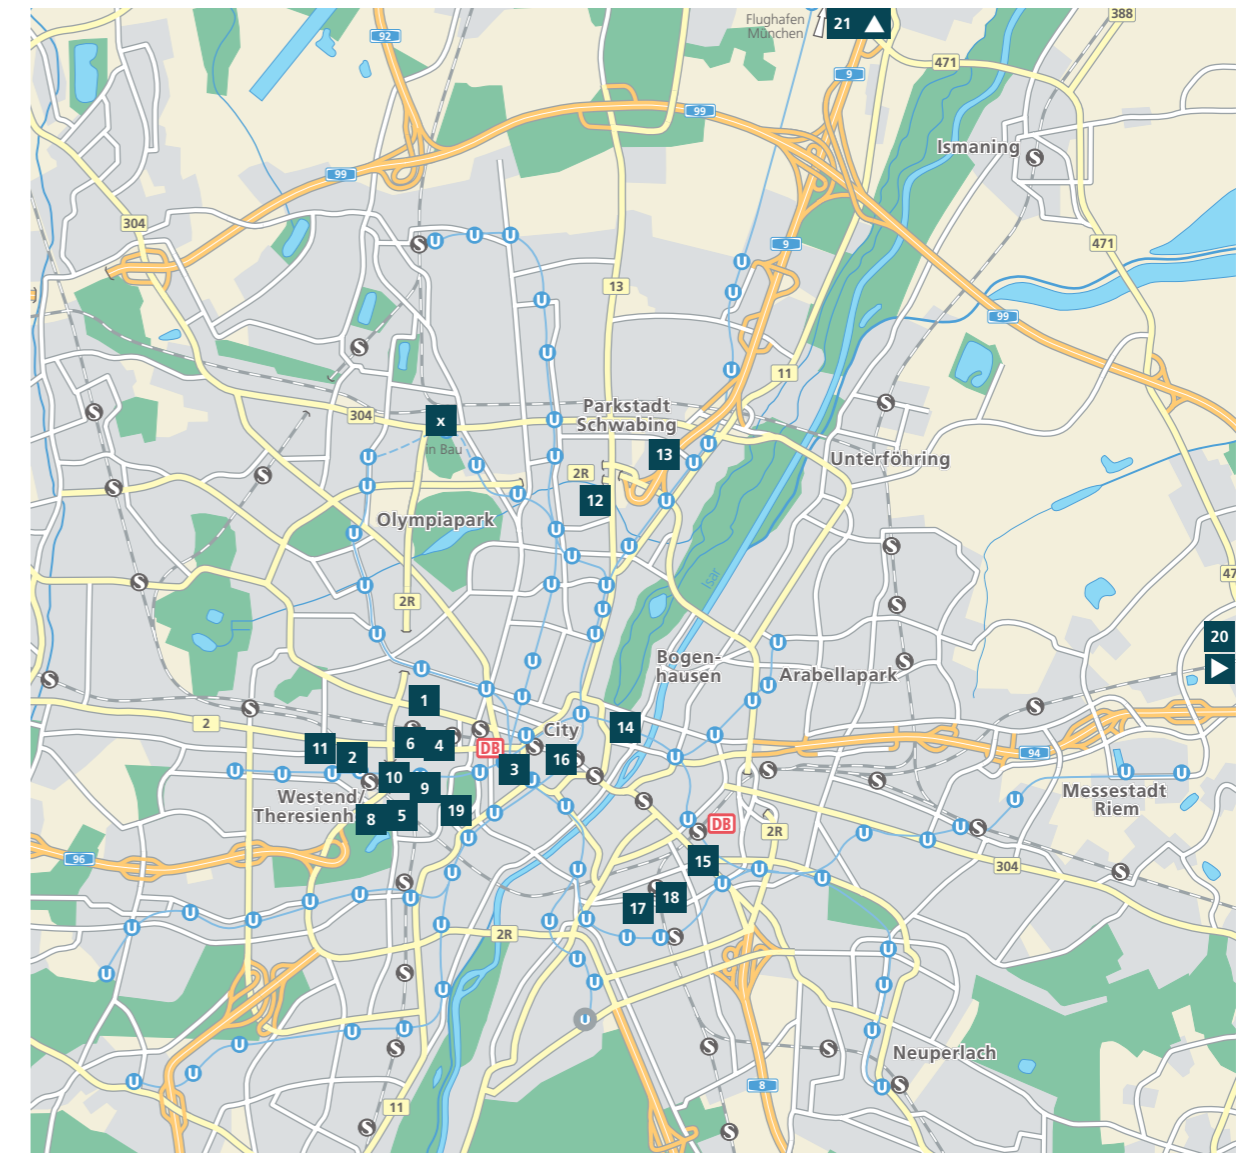 Flughafen
München
21
388
92
471
9
99
Ismaning
99
304
9
471
13
99
11
Parkstadt
Schwabing
304
x
in Bau
13
Unterföhring
2R
12
Olympiapark
Isar
47
2R
20
Bogen-
hausen
Arabellapark
1
2
14
City
11
2
6
4
DB
3
16
94
10
9
Westend/
Theresienh
8
5
19
Messestadt
Riem
DB
2R
96
15
304
17
18
2R
Neuperlach
8
11